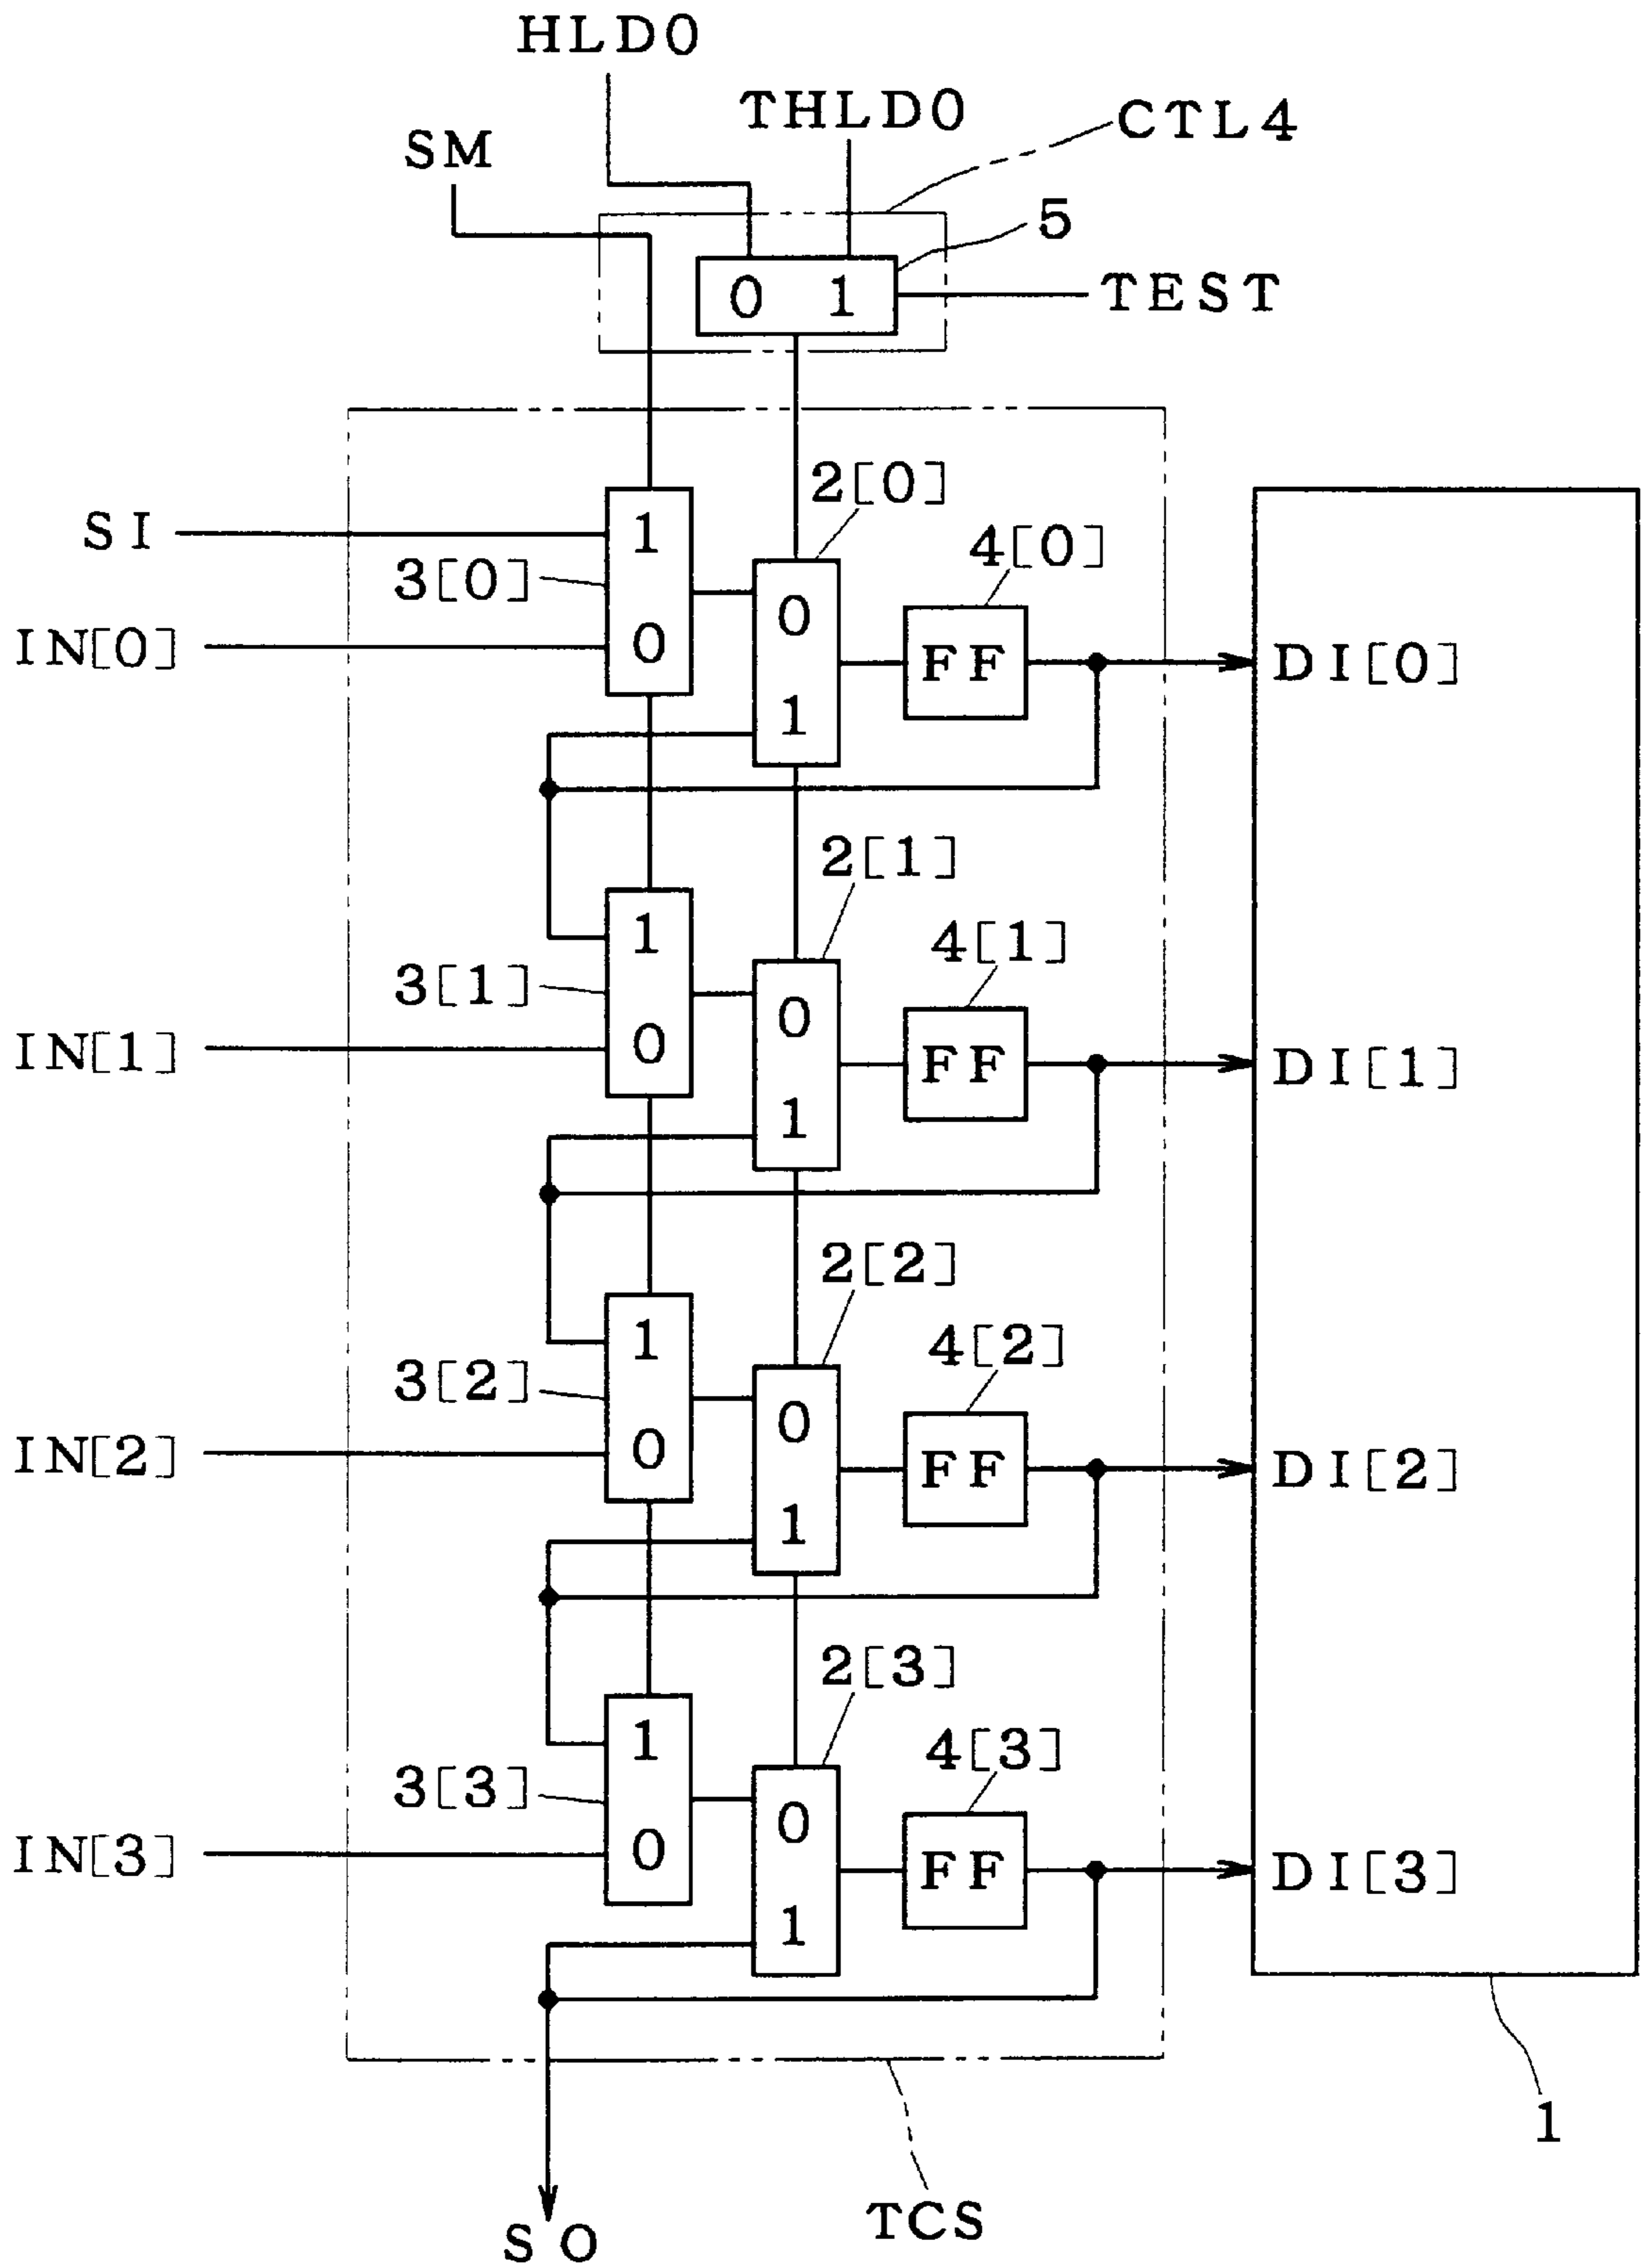 HLD0
THLD0
CTL4
SM
5
0 1
TEST
2[0]
SI
1
4[0]
3[0]
0
IN[0]
0
FF
DI[0]
1
2[1]
1
4[1]
3[1]
0
IN[1]
0
FF
DI[1]
1
2[2]
1
4[2]
3[2]
0
IN[2]
0
FF
DI[2]
1
2[3]
1
4[3]
3[3]
0
IN[3]
0
FF
DI[3]
1
1
TCS
SO